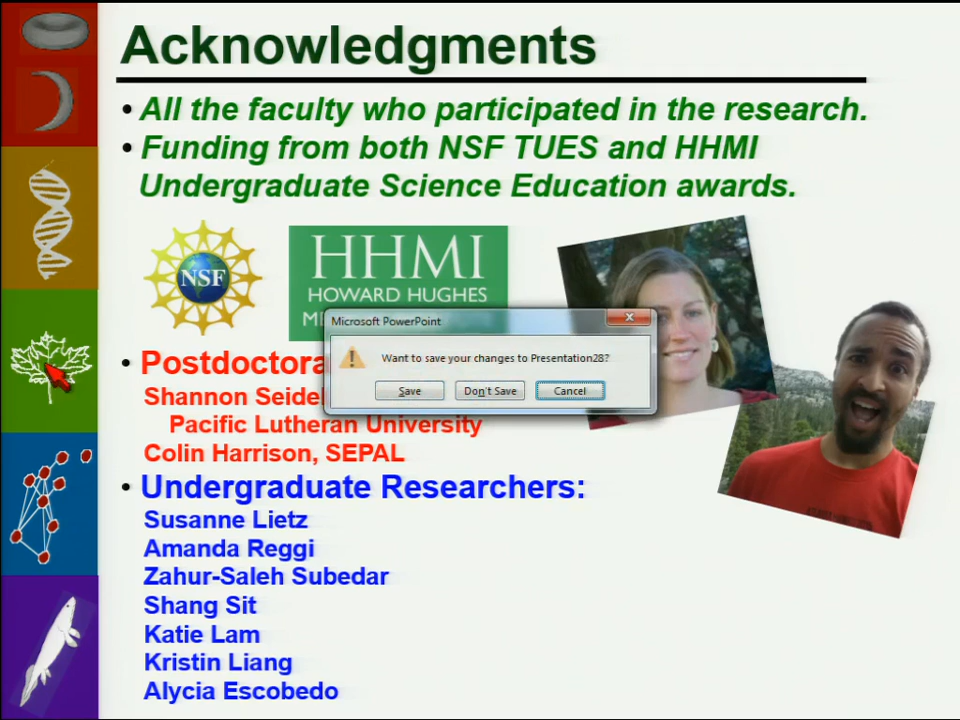 Acknowledgments
• All the faculty who participated in the research.
• Funding from both NSF TUES and HHMI
Undergraduate Science Education awards.
NSF
HHMI
HOWARD HUGHES
Microsoft PowerPoint
Want to save your changes to Presentation28?
Save
Don't Save
Cancel
• Postdoctora
Shannon Seidel
Pacific Lutheran University
Colin Harrison, SEPAL
• Undergraduate Researchers:
Susanne Lietz
Amanda Reggi
Zahur-Saleh Subedar
Shang Sit
Katie Lam
Kristin Liang
Alycia Escobedo